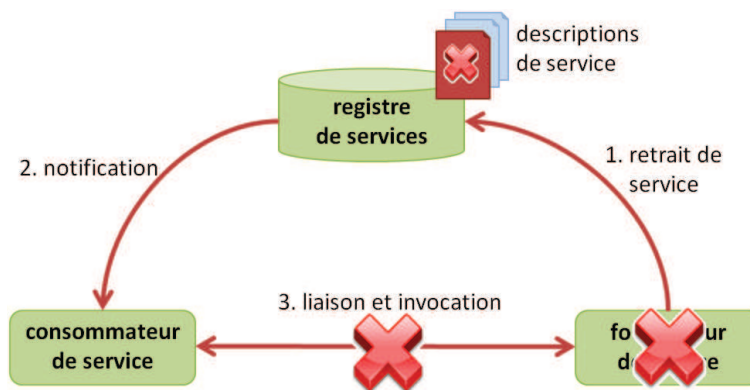 descriptions
de service
registre
de services
2. notification
1. retrait de
service
3. liaison et invocation
consommateur
de service